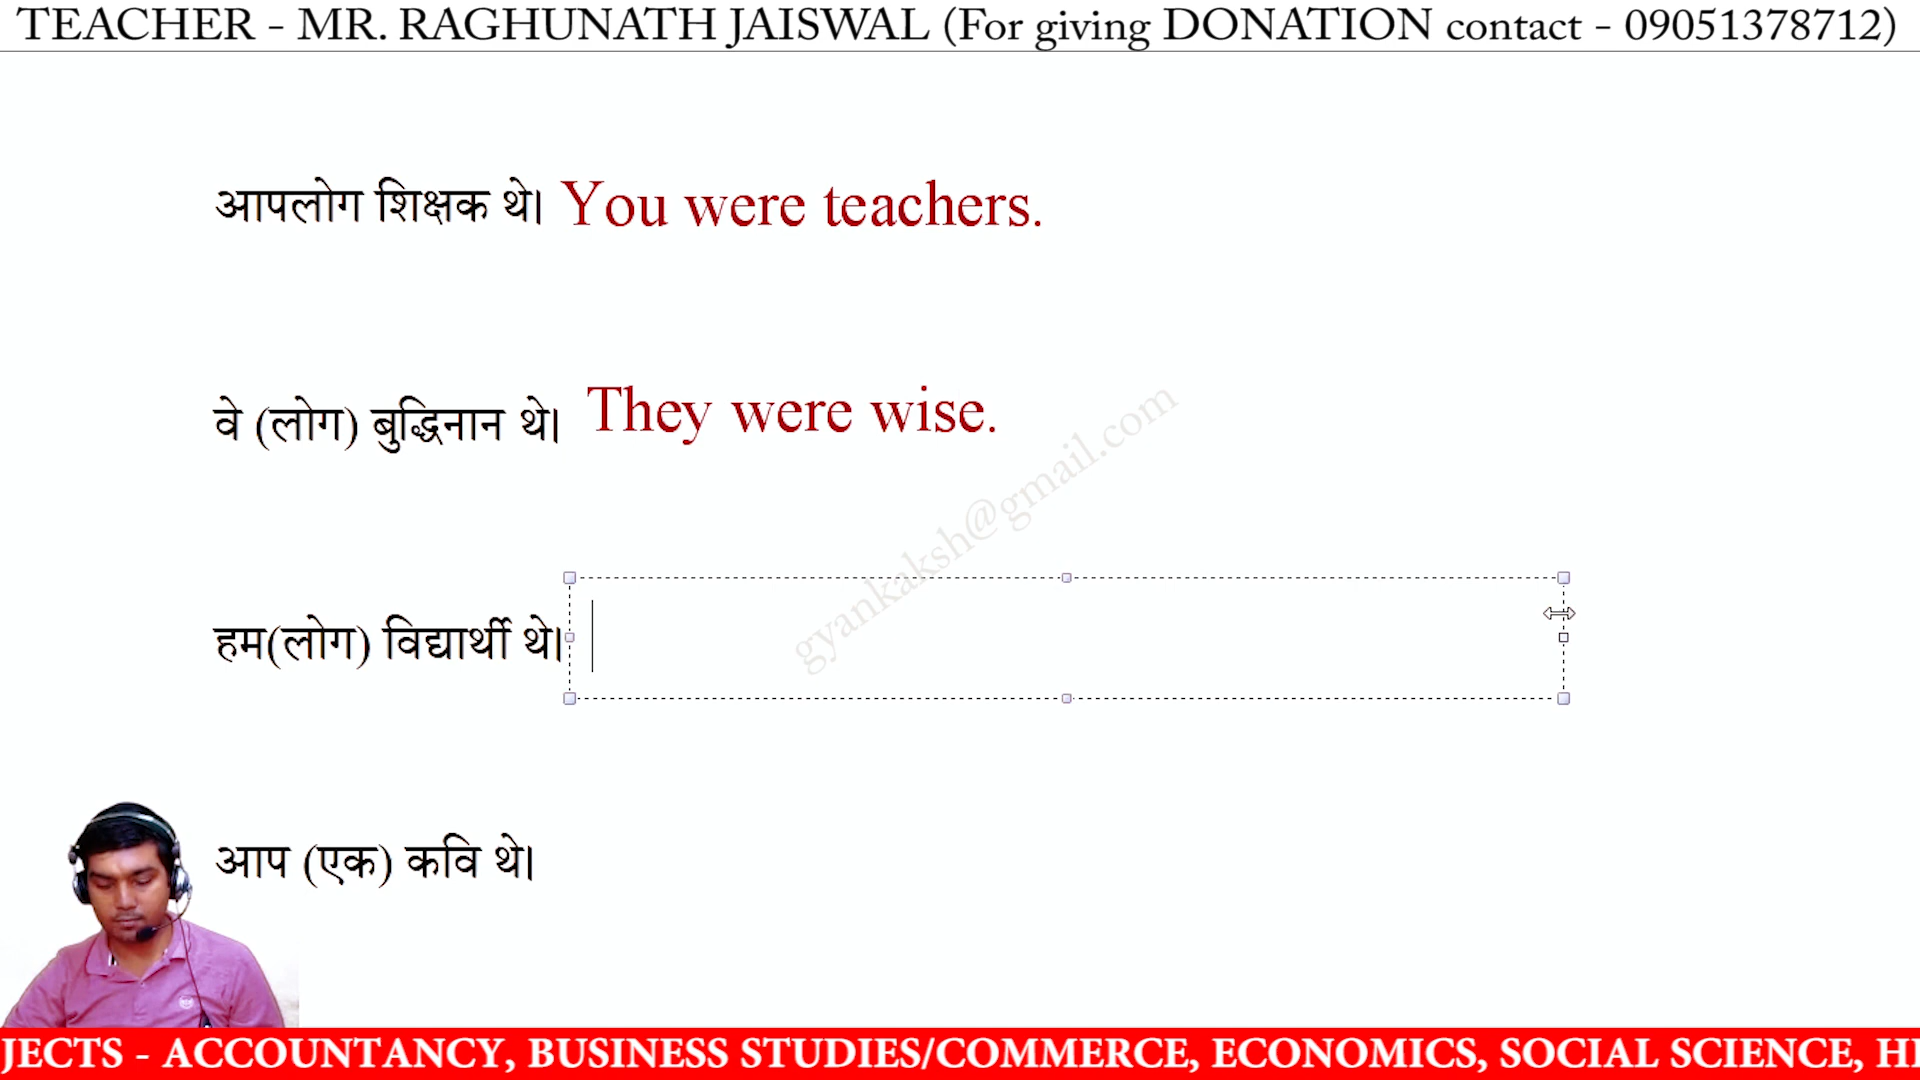 TEACHER - MR. RAGHUNATH JAISWAL (For giving DONATION contact - 09051378712)
आपलोग शिक्षक थे। You were teachers.
वे (लोग) बुद्धिनान थे। They were wise.
gyankaksh@gmail.com
हम(लोग) विद्यार्थी थे।
आप (एक) कवि थे।
JECTS - ACCOUNTANCY, BUSINESS STUDIES/COMMERCE, ECONOMICS, SOCIAL SCIENCE, HI